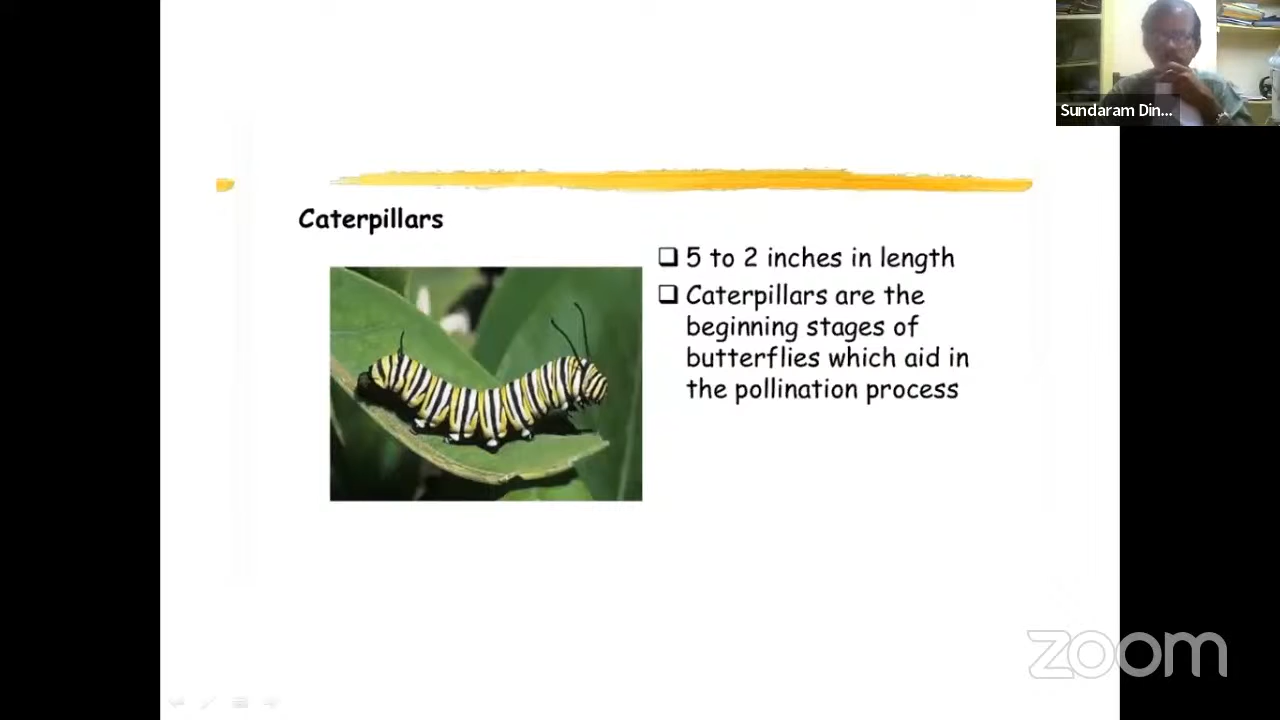 Sundaram Din...
Caterpillars
❑ 5 to 2 inches in length
❑ Caterpillars are the
beginning stages of
butterflies which aid in
the pollination process
zoom